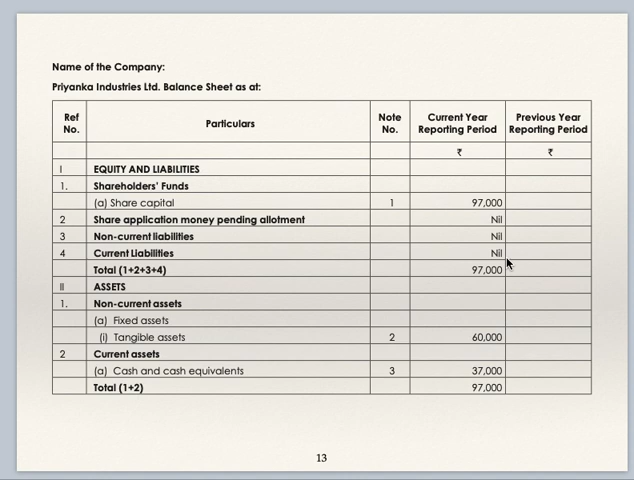 Name of the Company:
Priyanka Industries Ltd. Balance Sheet as at:
Ref No. Particulars Note No. Current Year Reporting Period Previous Year Reporting Period
₹ ₹
I EQUITY AND LIABILITIES
1. Shareholders' Funds
(a) Share capital 1 97,000
2 Share application money pending allotment Nil
3 Non-current liabilities Nil
4 Current Liabilities Nil
Total (1+2+3+4) 97,000
II ASSETS
1. Non-current assets
(a) Fixed assets
(i) Tangible assets 2 60,000
2 Current assets
(a) Cash and cash equivalents 3 37,000
Total (1+2) 97,000
13